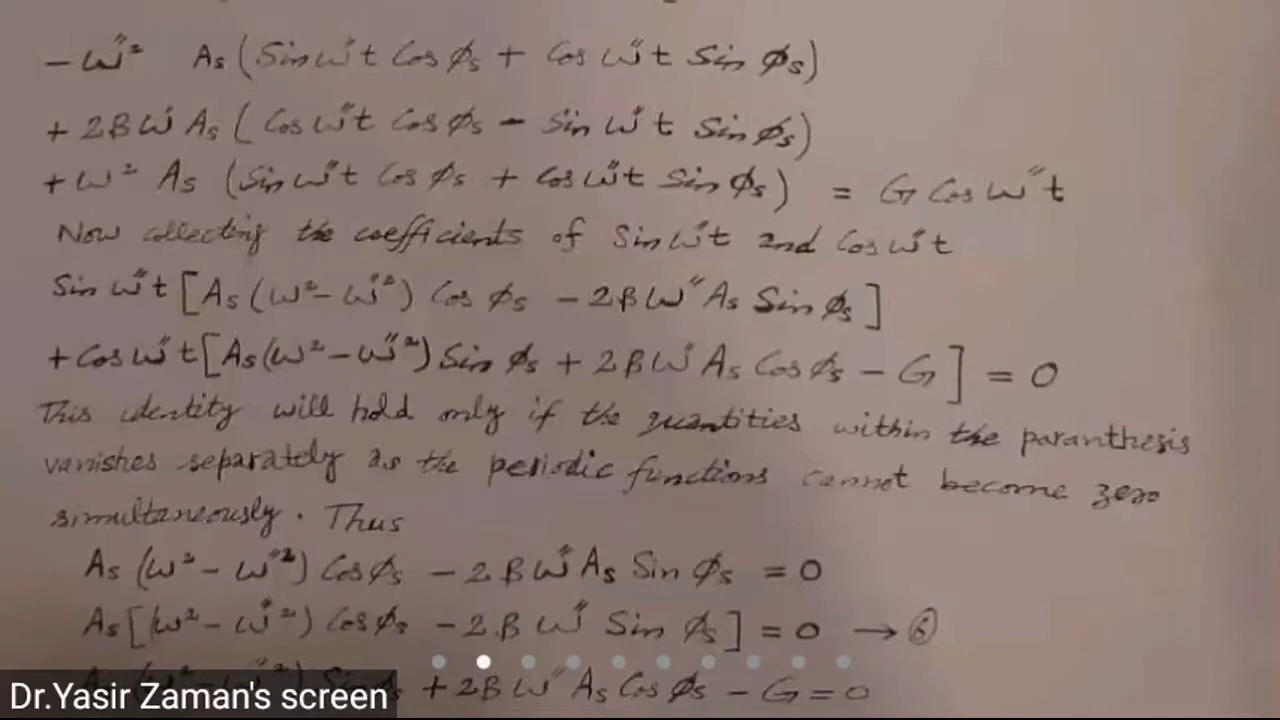 -ω″² As (Sin ω″t Cos φs + Cos ω″t Sin φs)
+ 2βω″ As (Cos ω″t Cos φs - Sin ω″t Sin φs)
+ω² As (Sin ω″t Cos φs + Cos ω″t Sin φs) = G Cos ω″t
Now collecting the coefficients of Sin ω″t and Cos ω″t
Sin ω″t [As (ω² - ω″²) Cos φs - 2βω″ As Sin φs]
+ Cos ω″t [As (ω² - ω″²) Sin φs + 2βω″ As Cos φs - G] = 0
This identity will hold only if the quantities within the paranthesis
vanishes separately as the periodic functions cannot become zero
simultaneously. Thus
As (ω² - ω″²) Cos φs - 2βω″ As Sin φs = 0
As [(ω² - ω″²) Cos φs - 2βω″ Sin φs] = 0 →
+ 2βω″ As Cos φs - G = 0
Dr.Yasir Zaman's screen